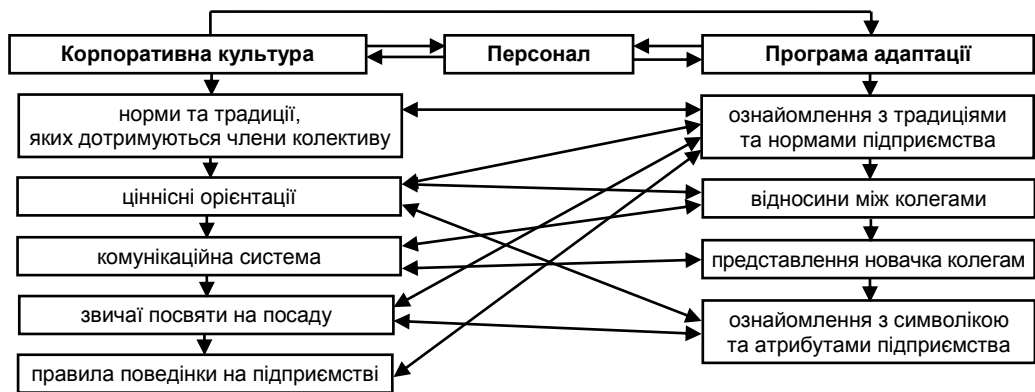 Корпоративна культура
Персонал
Програма адаптації
норми та традиції,
яких дотримуються члени колективу
ціннісні орієнтації
комунікаційна система
звичаї посвяти на посаду
правила поведінки на підприємстві
ознайомлення з традиціями
та нормами підприємства
відносини між колегами
представлення новачка колегам
ознайомлення з символікою
та атрибутами підприємства